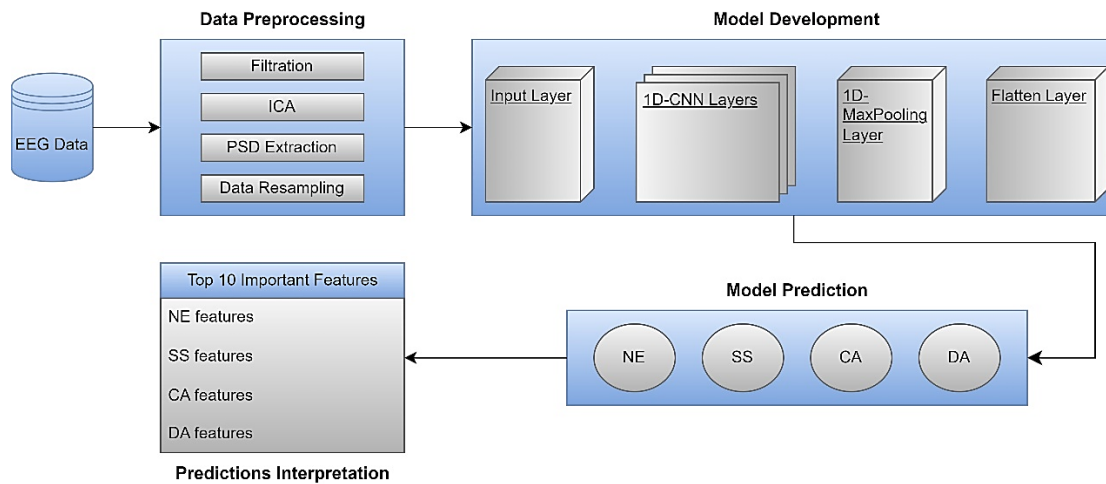 Data Preprocessing
Model Development
EEG Data
Filtration
ICA
PSD Extraction
Data Resampling
Input Layer
1D-CNN Layers
1D-
MaxPooling
Layer
Flatten Layer
Model Prediction
NE
SS
CA
DA
Top 10 Important Features
NE features
SS features
CA features
DA features
Predictions Interpretation